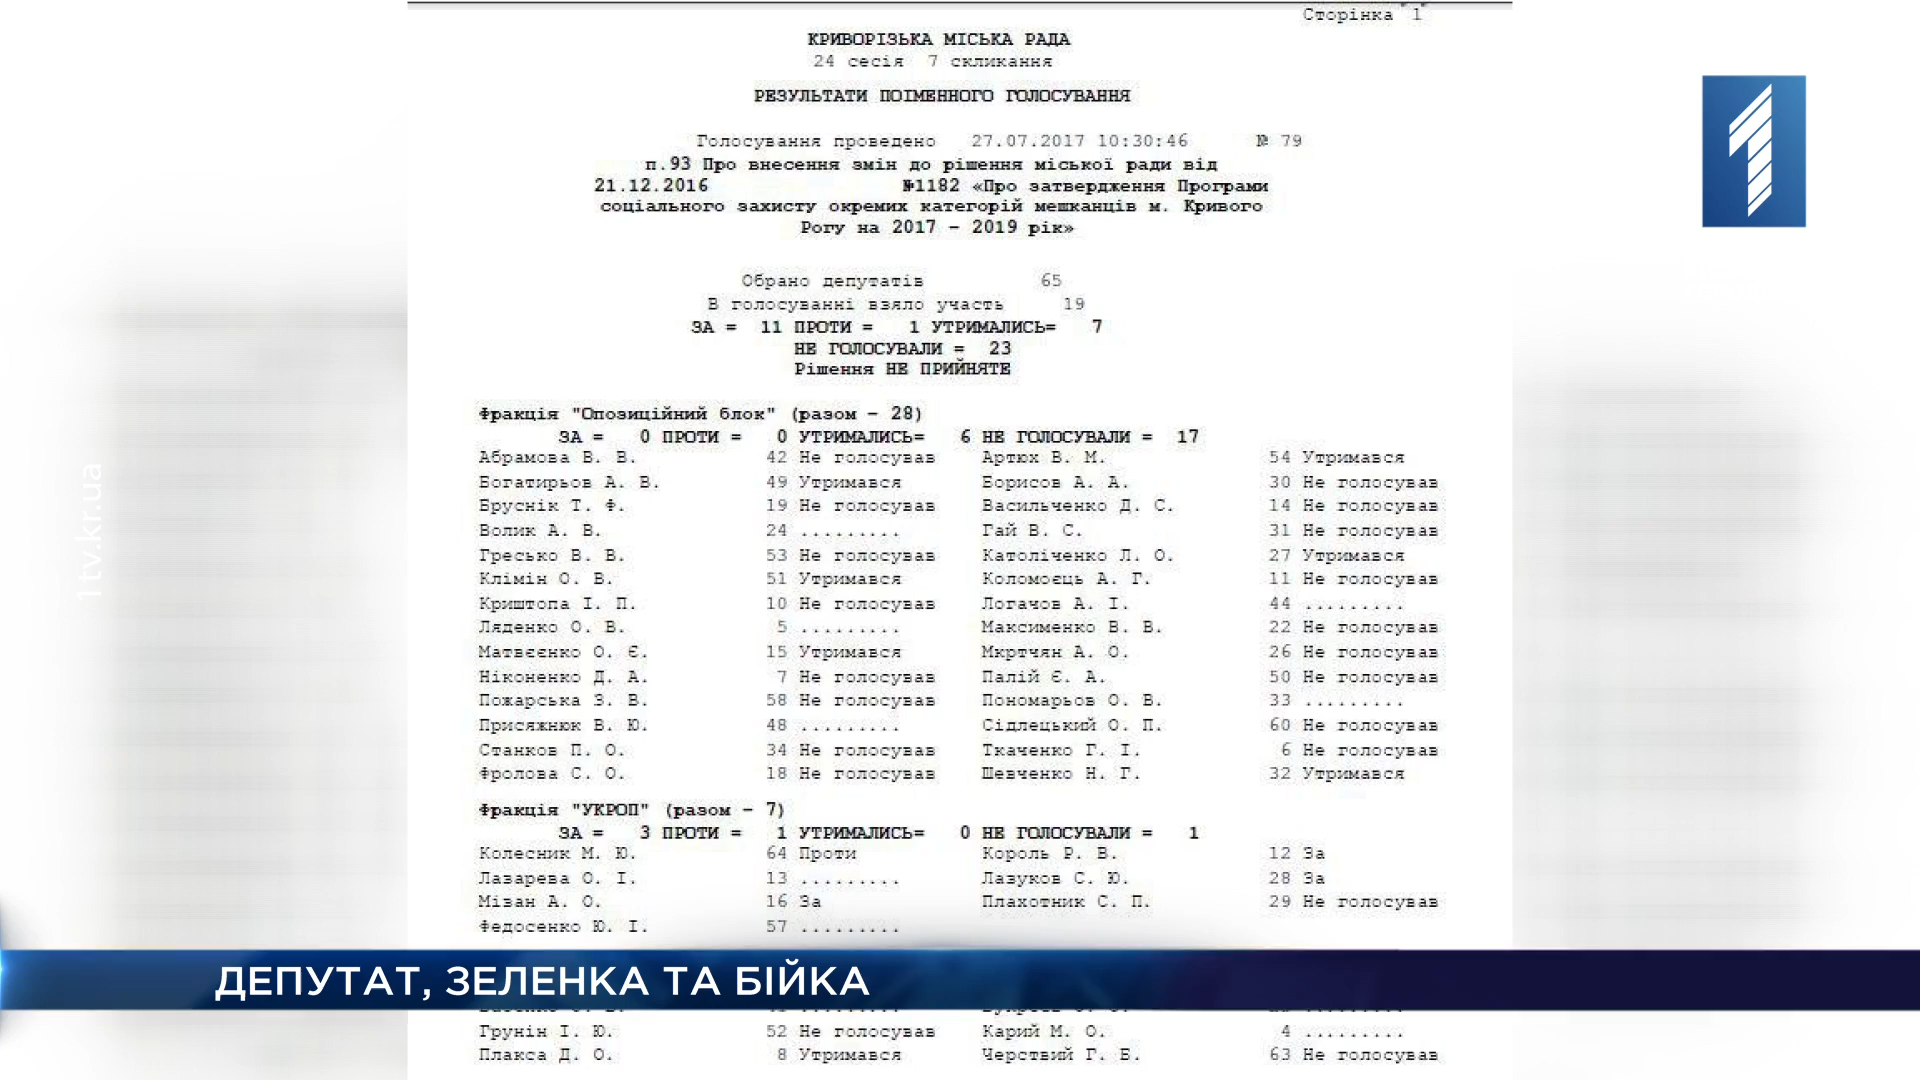 Сторінка 1
КРИВОРІЗЬКА МІСЬКА РАДА
24 сесія 7 скликання
РЕЗУЛЬТАТИ ПОІМЕННОГО ГОЛОСУВАННЯ
Голосування проведено 27.07.2017 10:30:46 № 79
п.93 Про внесення змін до рішення міської ради від
21.12.2016 №1182 «Про затвердження Програми
соціального захисту окремих категорій мешканців м. Кривого
Рогу на 2017 - 2019 рік»
Обрано депутатів 65
В голосуванні взяло участь 19
ЗА = 11 ПРОТИ = 1 УТРИМАЛИСЬ= 7
НЕ ГОЛОСУВАЛИ = 23
Рішення НЕ ПРИЙНЯТЕ
Фракція "Опозиційний блок" (разом - 28)
ЗА = 0 ПРОТИ = 0 УТРИМАЛИСЬ= 6 НЕ ГОЛОСУВАЛИ = 17
Абрамова В. В. 42 Не голосував Артюх В. М. 54 Утримався
Богатирьов А. В. 49 Утримався Борисов А. А. 30 Не голосував
Бруснік Т. Ф. 19 Не голосував Васильченко Д. С. 14 Не голосував
Волик А. В. 24 ......... Гай В. С. 31 Не голосував
Гресько В. В. 53 Не голосував Католіченко Л. О. 27 Утримався
Клімін О. В. 51 Утримався Коломоєць А. Г. 11 Не голосував
Криштопа І. П. 10 Не голосував Логачов А. І. 44 .........
Ляденко О. В. 5 ......... Максименко В. В. 22 Не голосував
Матвєєнко О. Є. 15 Утримався Мкртчян А. О. 26 Не голосував
Ніконенко Д. А. 7 Не голосував Палій Є. А. 50 Не голосував
Пожарська З. В. 58 Не голосував Пономарьов О. В. 33 .........
Присяжнюк В. Ю. 48 ......... Сідлецький О. П. 60 Не голосував
Станков П. О. 34 Не голосував Ткаченко Г. І. 6 Не голосував
Фролова С. О. 18 Не голосував Шевченко Н. Г. 32 Утримався
Фракція "УКРОП" (разом - 7)
ЗА = 3 ПРОТИ = 1 УТРИМАЛИСЬ= 0 НЕ ГОЛОСУВАЛИ = 1
Колесник М. Ю. 64 Проти Король Р. В. 12 За
Лазарева О. І. 13 ......... Лазуков С. Ю. 28 За
Мізан А. О. 16 За Плахотник С. П. 29 Не голосував
Федосенко Ю. І. 57 .........
ДЕПУТАТ, ЗЕЛЕНКА ТА БІЙКА
Грунін І. Ю. 52 Не голосував Карий М. О. 4 .........
Плакса Д. О. 8 Утримався Черствий Г. Е. 63 Не голосував
1tv.kr.ua
1